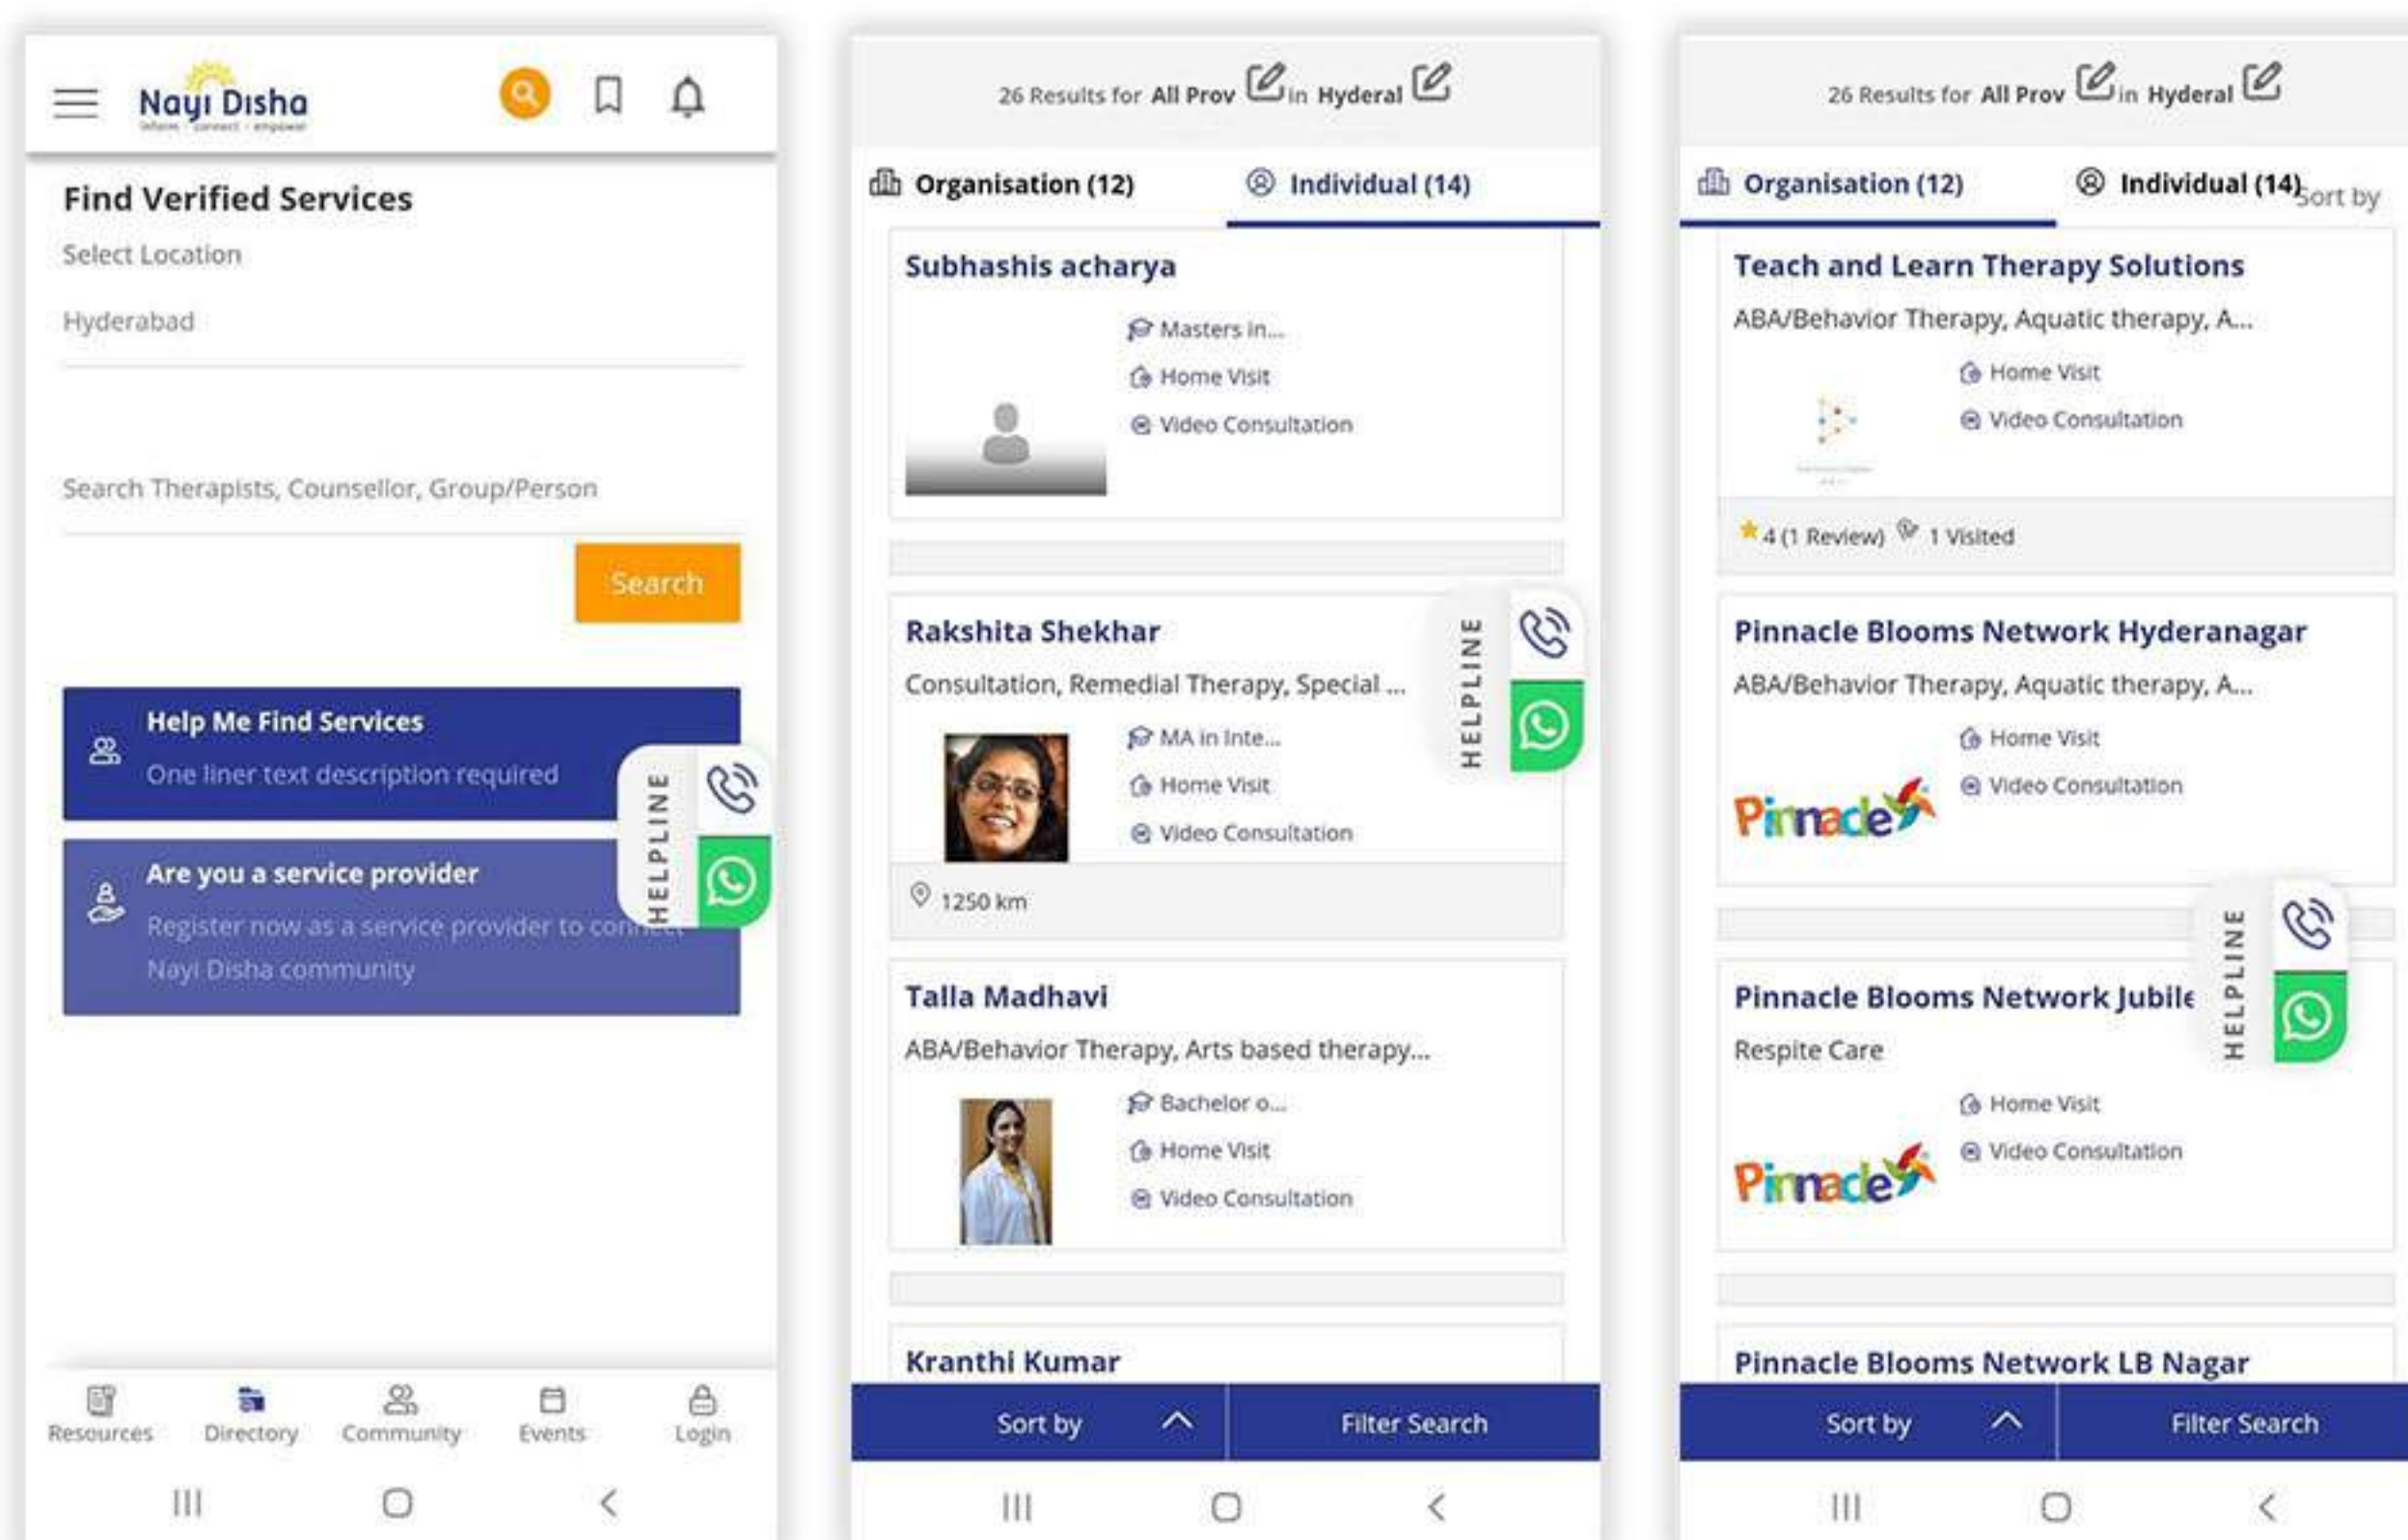 Nayi Disha
Inform - connect - empower
Find Verified Services
Select Location
Hyderabad
Search Therapists, Counsellor, Group/Person
Search
Help Me Find Services
One liner text description required
Are you a service provider
Register now as a service provider to connect
Nayi Disha community
HELPLINE
Resources
Directory
Community
Events
Login
26 Results for All Prov in Hyderal
Organisation (12)
Individual (14)
Subhashis acharya
Masters in...
Home Visit
Video Consultation
Rakshita Shekhar
Consultation, Remedial Therapy, Special ...
MA in Inte...
Home Visit
Video Consultation
1250 km
HELPLINE
Talla Madhavi
ABA/Behavior Therapy, Arts based therapy...
Bachelor o...
Home Visit
Video Consultation
Kranthi Kumar
Sort by
Filter Search
26 Results for All Prov in Hyderal
Organisation (12)
Individual (14)
Sort by
Teach and Learn Therapy Solutions
ABA/Behavior Therapy, Aquatic therapy, A...
Home Visit
Video Consultation
4 (1 Review) 1 Visited
Pinnacle Blooms Network Hyderanagar
ABA/Behavior Therapy, Aquatic therapy, A...
Home Visit
Video Consultation
Pinnacle
Pinnacle Blooms Network Jubile
Respite Care
Home Visit
Video Consultation
Pinnacle
HELPLINE
Pinnacle Blooms Network LB Nagar
Sort by
Filter Search